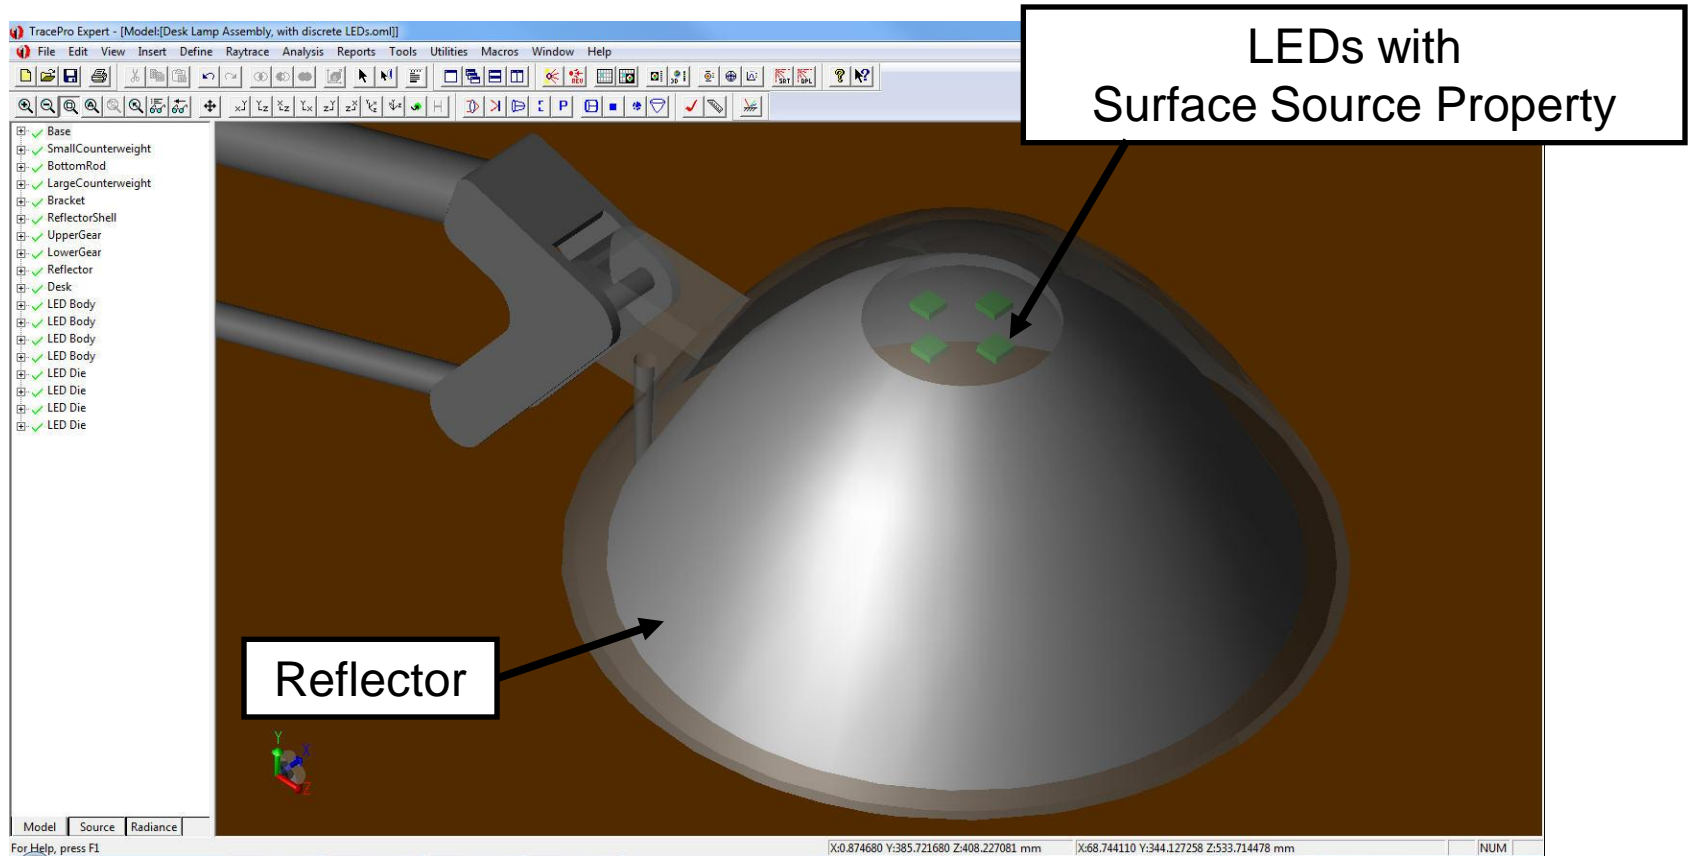 TracePro Expert - [Model:[Desk Lamp Assembly, with discrete LEDs.oml]]
File Edit View Insert Define Raytrace Analysis Reports Tools Utilities Macros Window Help
LEDs with
Surface Source Property
Base
SmallCounterweight
BottomRod
LargeCounterweight
Bracket
ReflectorShell
UpperGear
LowerGear
Reflector
Desk
LED Body
LED Body
LED Body
LED Body
LED Die
LED Die
LED Die
LED Die
Reflector
Y
X
Z
Model Source Radiance
For Help, press F1
X:0.874680 Y:385.721680 Z:408.227081 mm
X:68.744110 Y:344.127258 Z:533.714478 mm
NUM